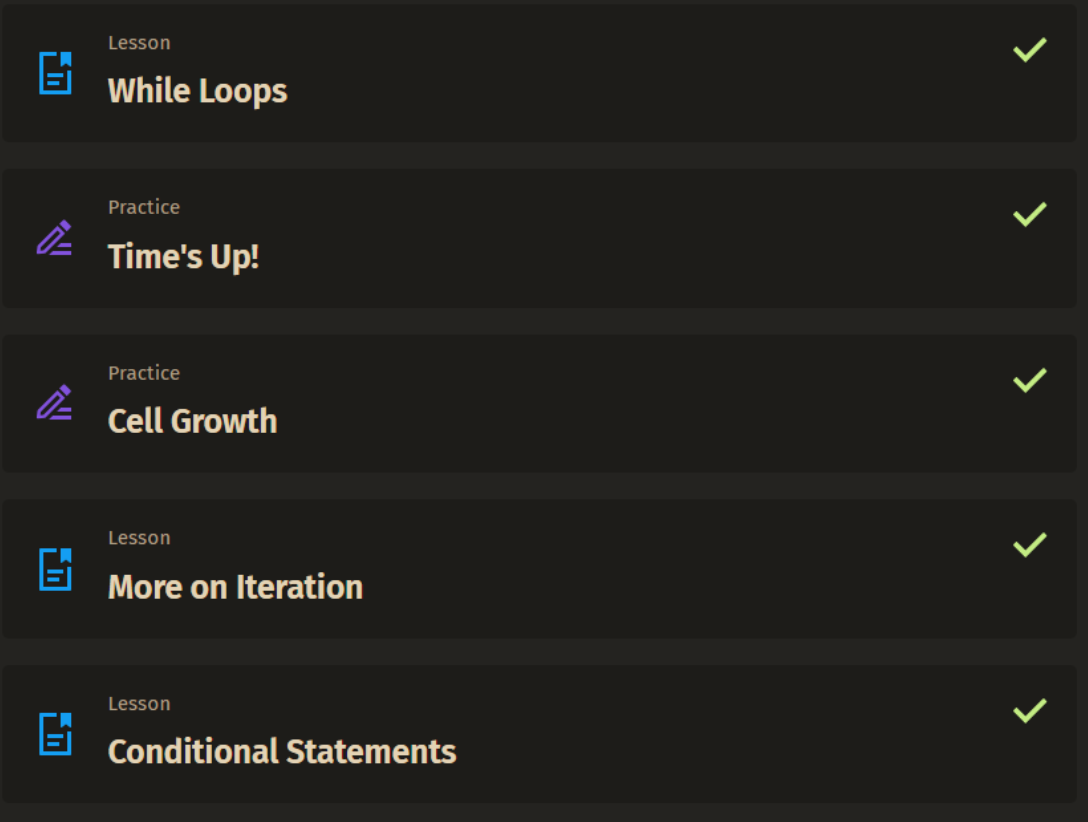 Lesson
While Loops
Practice
Time's Up!
Practice
Cell Growth
Lesson
More on Iteration
Lesson
Conditional Statements